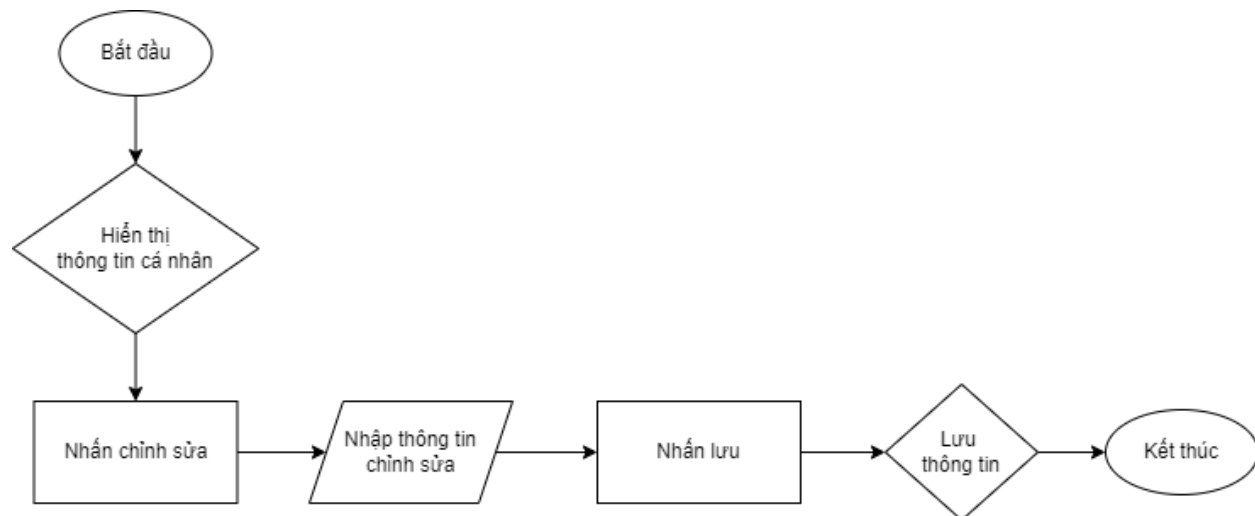 Bắt đầu
Hiển thị
thông tin cá nhân
Nhấn chỉnh sửa
Nhập thông tin
chỉnh sửa
Nhấn lưu
Lưu
thông tin
Kết thúc